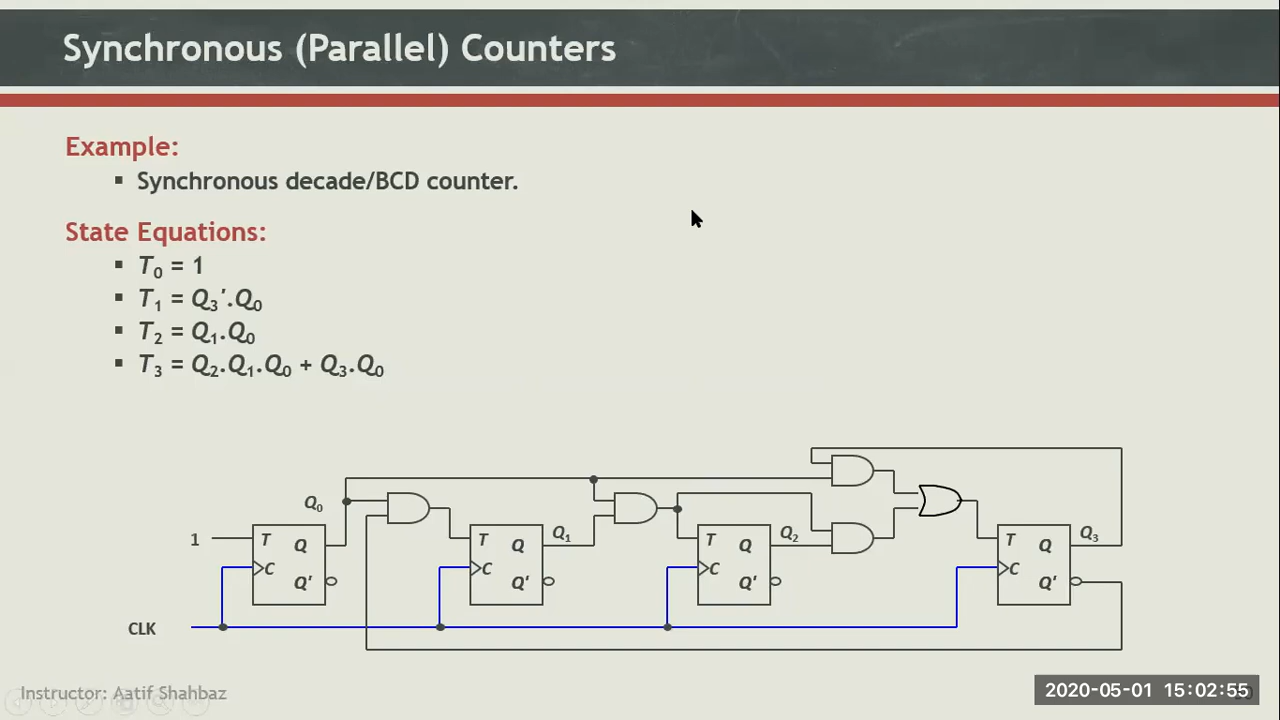 Synchronous (Parallel) Counters
Example:
▪ Synchronous decade/BCD counter.
State Equations:
▪ T₀ = 1
▪ T₁ = Q₃′.Q₀
▪ T₂ = Q₁.Q₀
▪ T₃ = Q₂.Q₁.Q₀ + Q₃.Q₀
Q₀
1 T Q Q₁ T Q Q₂ T Q T Q Q₃
C C C C
Q' Q' Q' Q'
CLK
Instructor: Aatif Shahbaz
2020-05-01 15:02:55